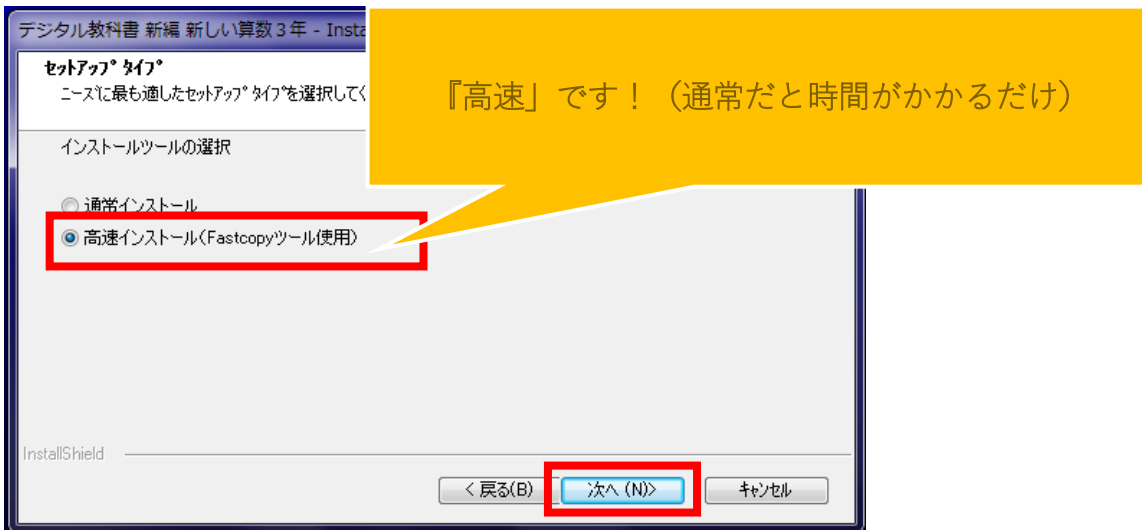 デジタル教科書 新編 新しい算数3年 - Insta
セットアップ タイプ
ニーズに最も適したセットアップ タイプを選択してく
『高速」です！（通常だと時間がかかるだけ）
インストールツールの選択
通常インストール
高速インストール(Fastcopyツール使用)
InstallShield
< 戻る(B)
次へ (N)>
キャンセル